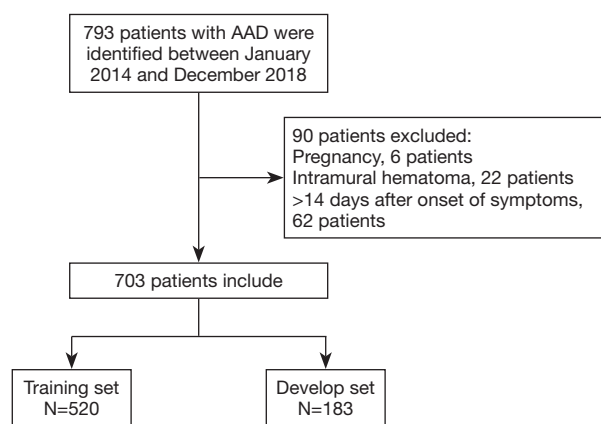 793 patients with AAD were
identified between January
2014 and December 2018
90 patients excluded:
Pregnancy, 6 patients
Intramural hematoma, 22 patients
>14 days after onset of symptoms,
62 patients
703 patients include
Training set
N=520
Develop set
N=183